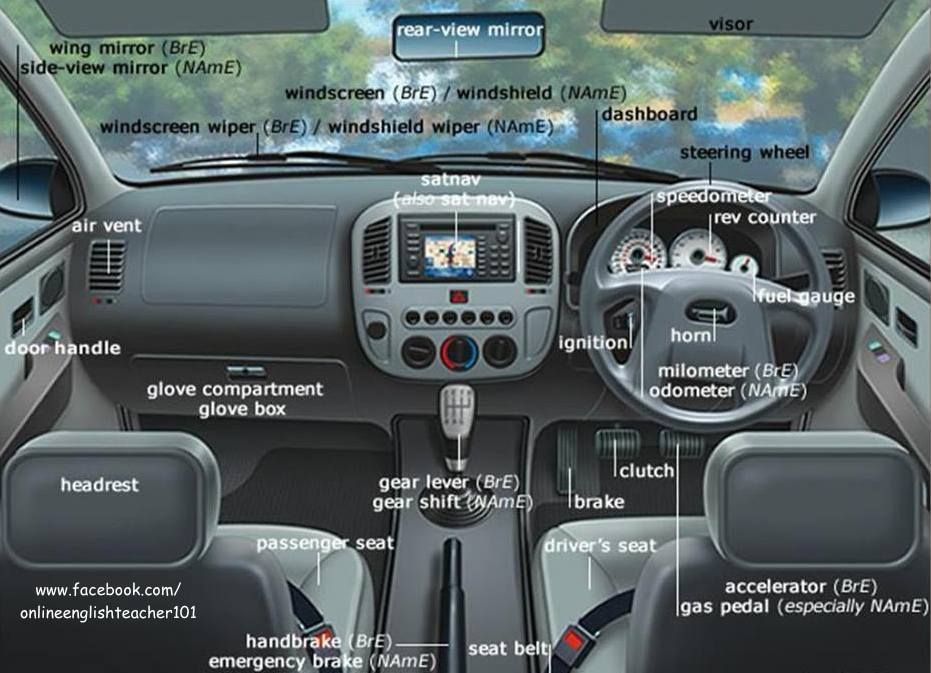 rear-view mirror
visor
wing mirror (BrE)
side-view mirror (NAmE)
windscreen (BrE) / windshield (NAmE)
dashboard
windscreen wiper (BrE) / windshield wiper (NAmE)
steering wheel
satnav
(also sat nav)
speedometer
rev counter
air vent
fuel gauge
door handle
ignition
horn
milometer (BrE)
odometer (NAmE)
glove compartment
glove box
gear lever (BrE)
gear shift (NAmE)
clutch
brake
headrest
passenger seat
driver's seat
accelerator (BrE)
gas pedal (especially NAmE)
www.facebook.com/
onlineenglishteacher101
handbrake (BrE)
emergency brake (NAmE)
seat belt